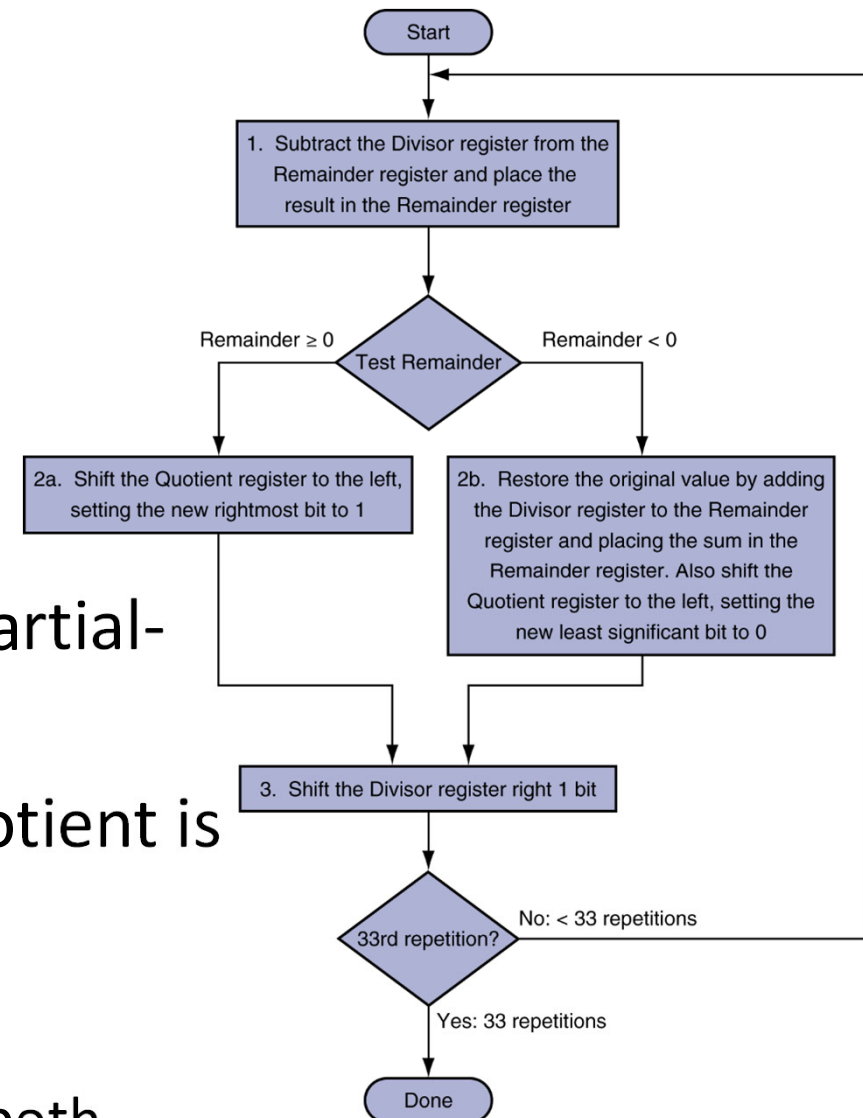 Start
1. Subtract the Divisor register from the
Remainder register and place the
result in the Remainder register
Remainder ≥ 0
Test Remainder
Remainder < 0
2a. Shift the Quotient register to the left,
setting the new rightmost bit to 1
2b. Restore the original value by adding
the Divisor register to the Remainder
register and placing the sum in the
Remainder register. Also shift the
Quotient register to the left, setting the
new least significant bit to 0
artial-
otient is
3. Shift the Divisor register right 1 bit
33rd repetition?
No: < 33 repetitions
Yes: 33 repetitions
Done